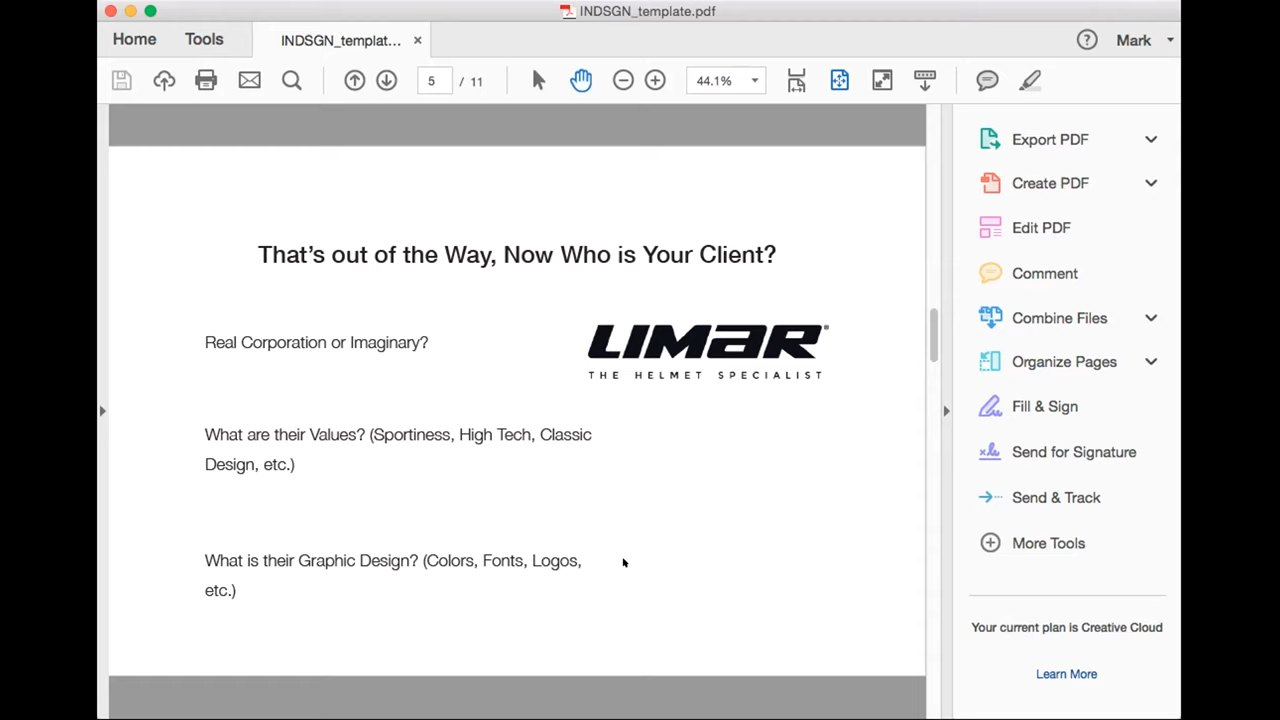 INDSGN_template.pdf
Home Tools INDSGN_templat... × Mark
5 / 11 44.1%
That's out of the Way, Now Who is Your Client?
Real Corporation or Imaginary?
LIMAR®
THE HELMET SPECIALIST
What are their Values? (Sportiness, High Tech, Classic
Design, etc.)
What is their Graphic Design? (Colors, Fonts, Logos,
etc.)
Export PDF
Create PDF
Edit PDF
Comment
Combine Files
Organize Pages
Fill & Sign
Send for Signature
Send & Track
More Tools
Your current plan is Creative Cloud
Learn More